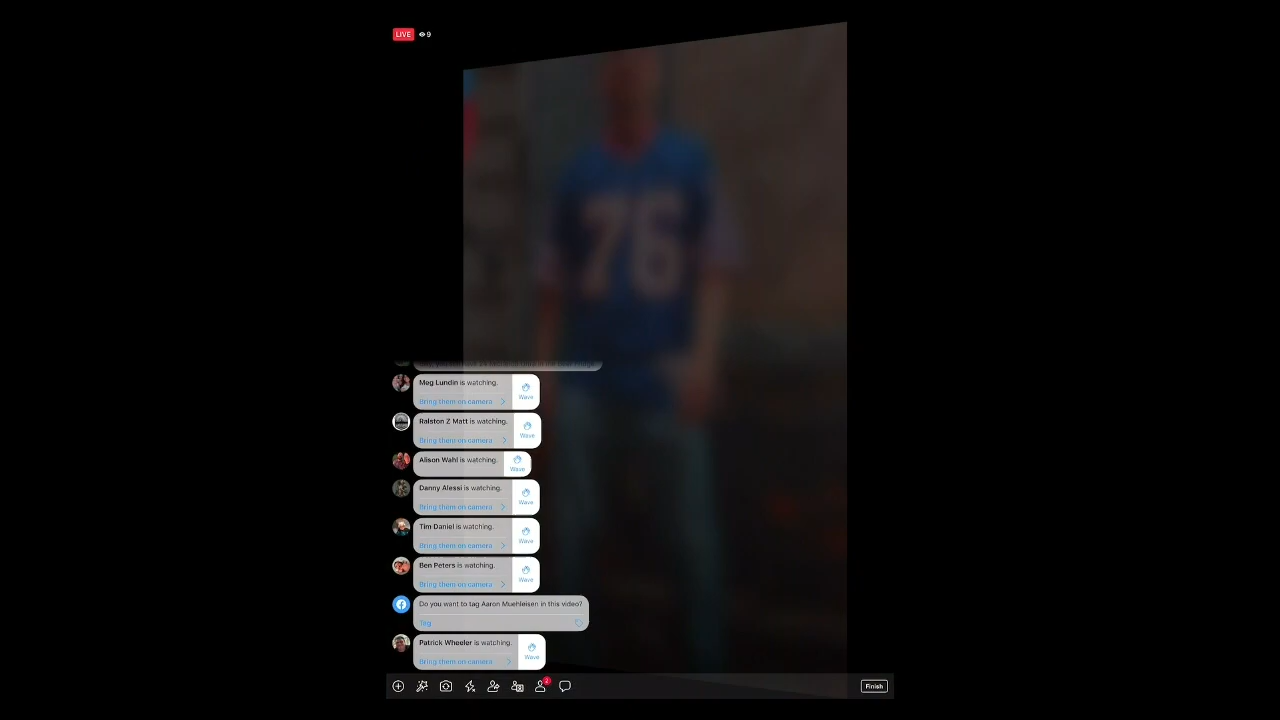 LIVE 9
76
Meg Lundin is watching.
Bring them on camera
Wave
Ralston Z Matt is watching.
Bring them on camera
Wave
Alison Wahl is watching.
Wave
Danny Alessi is watching.
Bring them on camera
Wave
Tim Daniel is watching.
Bring them on camera
Wave
Ben Peters is watching.
Bring them on camera
Wave
Do you want to tag Aaron Muehleisen in this video?
Tag
Patrick Wheeler is watching.
Bring them on camera
Wave
2
Finish